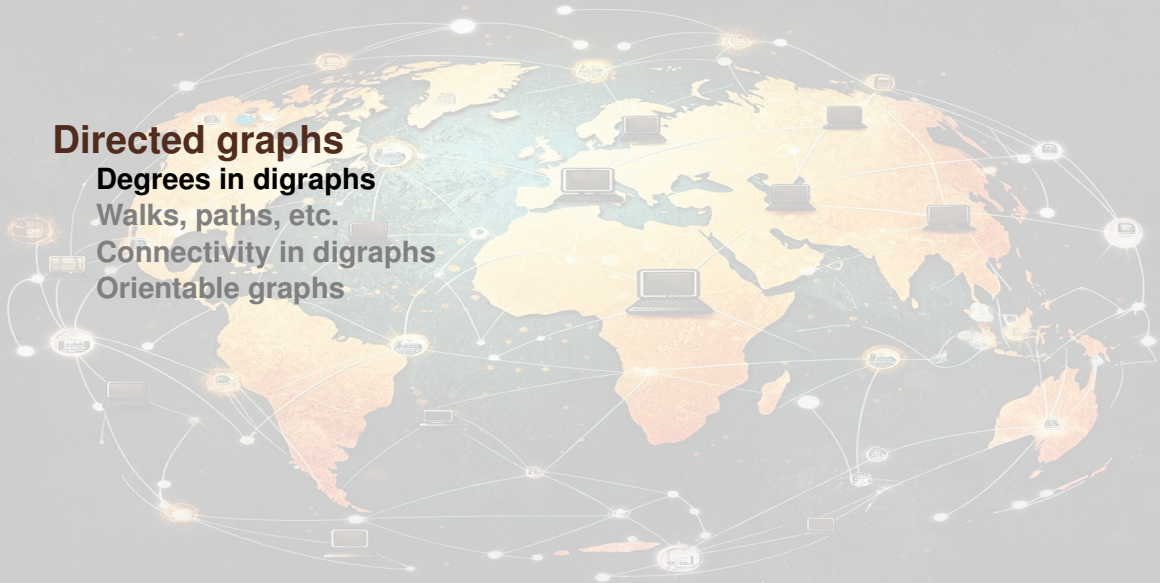 Directed graphs
Degrees in digraphs
Walks, paths, etc.
Connectivity in digraphs
Orientable graphs